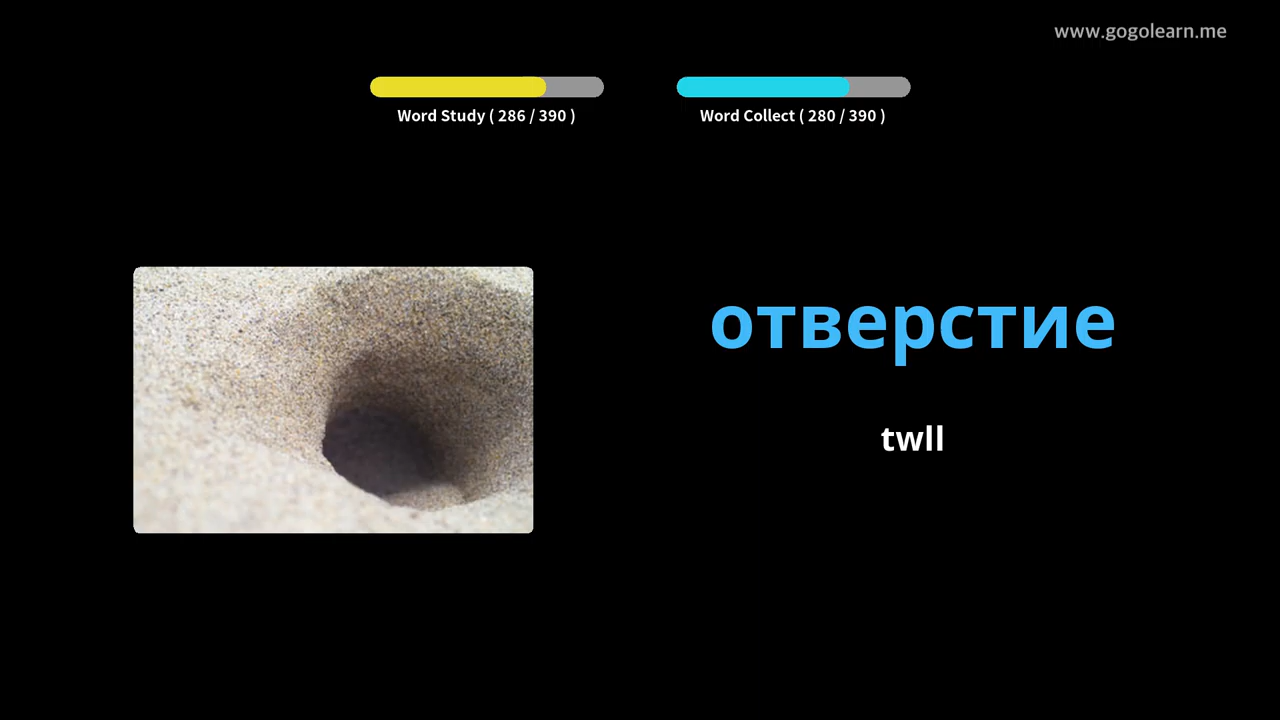 www.gogolearn.me
Word Study ( 286 / 390 )
Word Collect ( 280 / 390 )
отверстие
twll